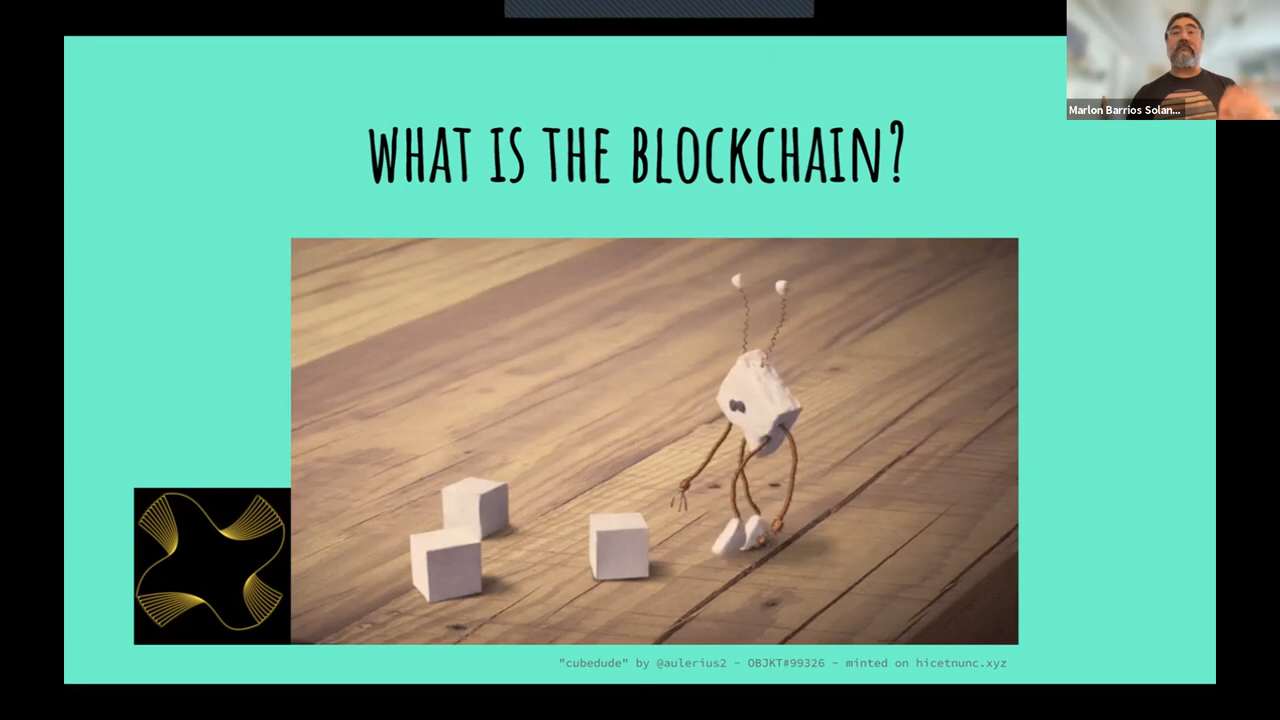 WHAT IS THE BLOCKCHAIN?
Marlon Barrios Solan...
"cubedude" by @aulerius2 - OBJKT#99326 - minted on hicetnunc.xyz